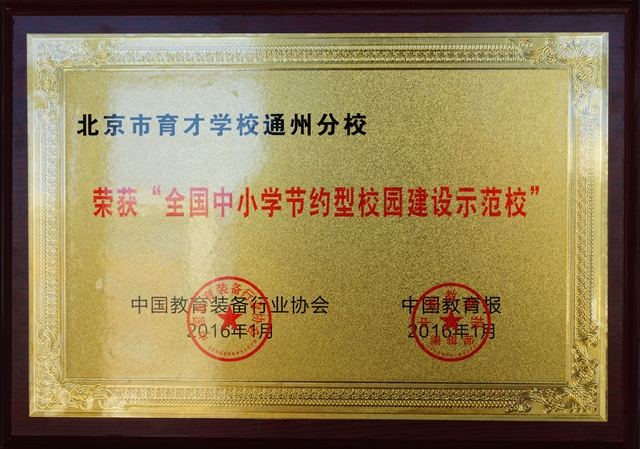 北京市育才学校通州分校
荣获“全国中小学节约型校园建设示范校”
中国教育装备行业协会 中国教育报
2016年1月 2016年1月